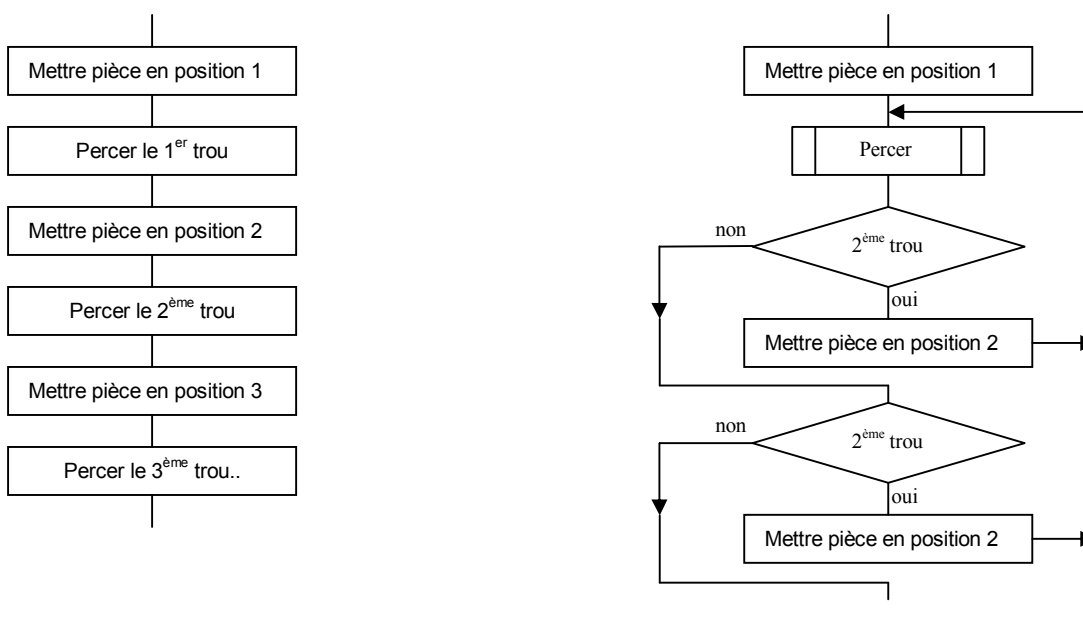 Mettre pièce en position 1
Percer le 1er trou
Mettre pièce en position 2
Percer le 2ème trou
Mettre pièce en position 3
Percer le 3ème trou..
Mettre pièce en position 1
Percer
non
2ème trou
oui
Mettre pièce en position 2
non
2ème trou
oui
Mettre pièce en position 2